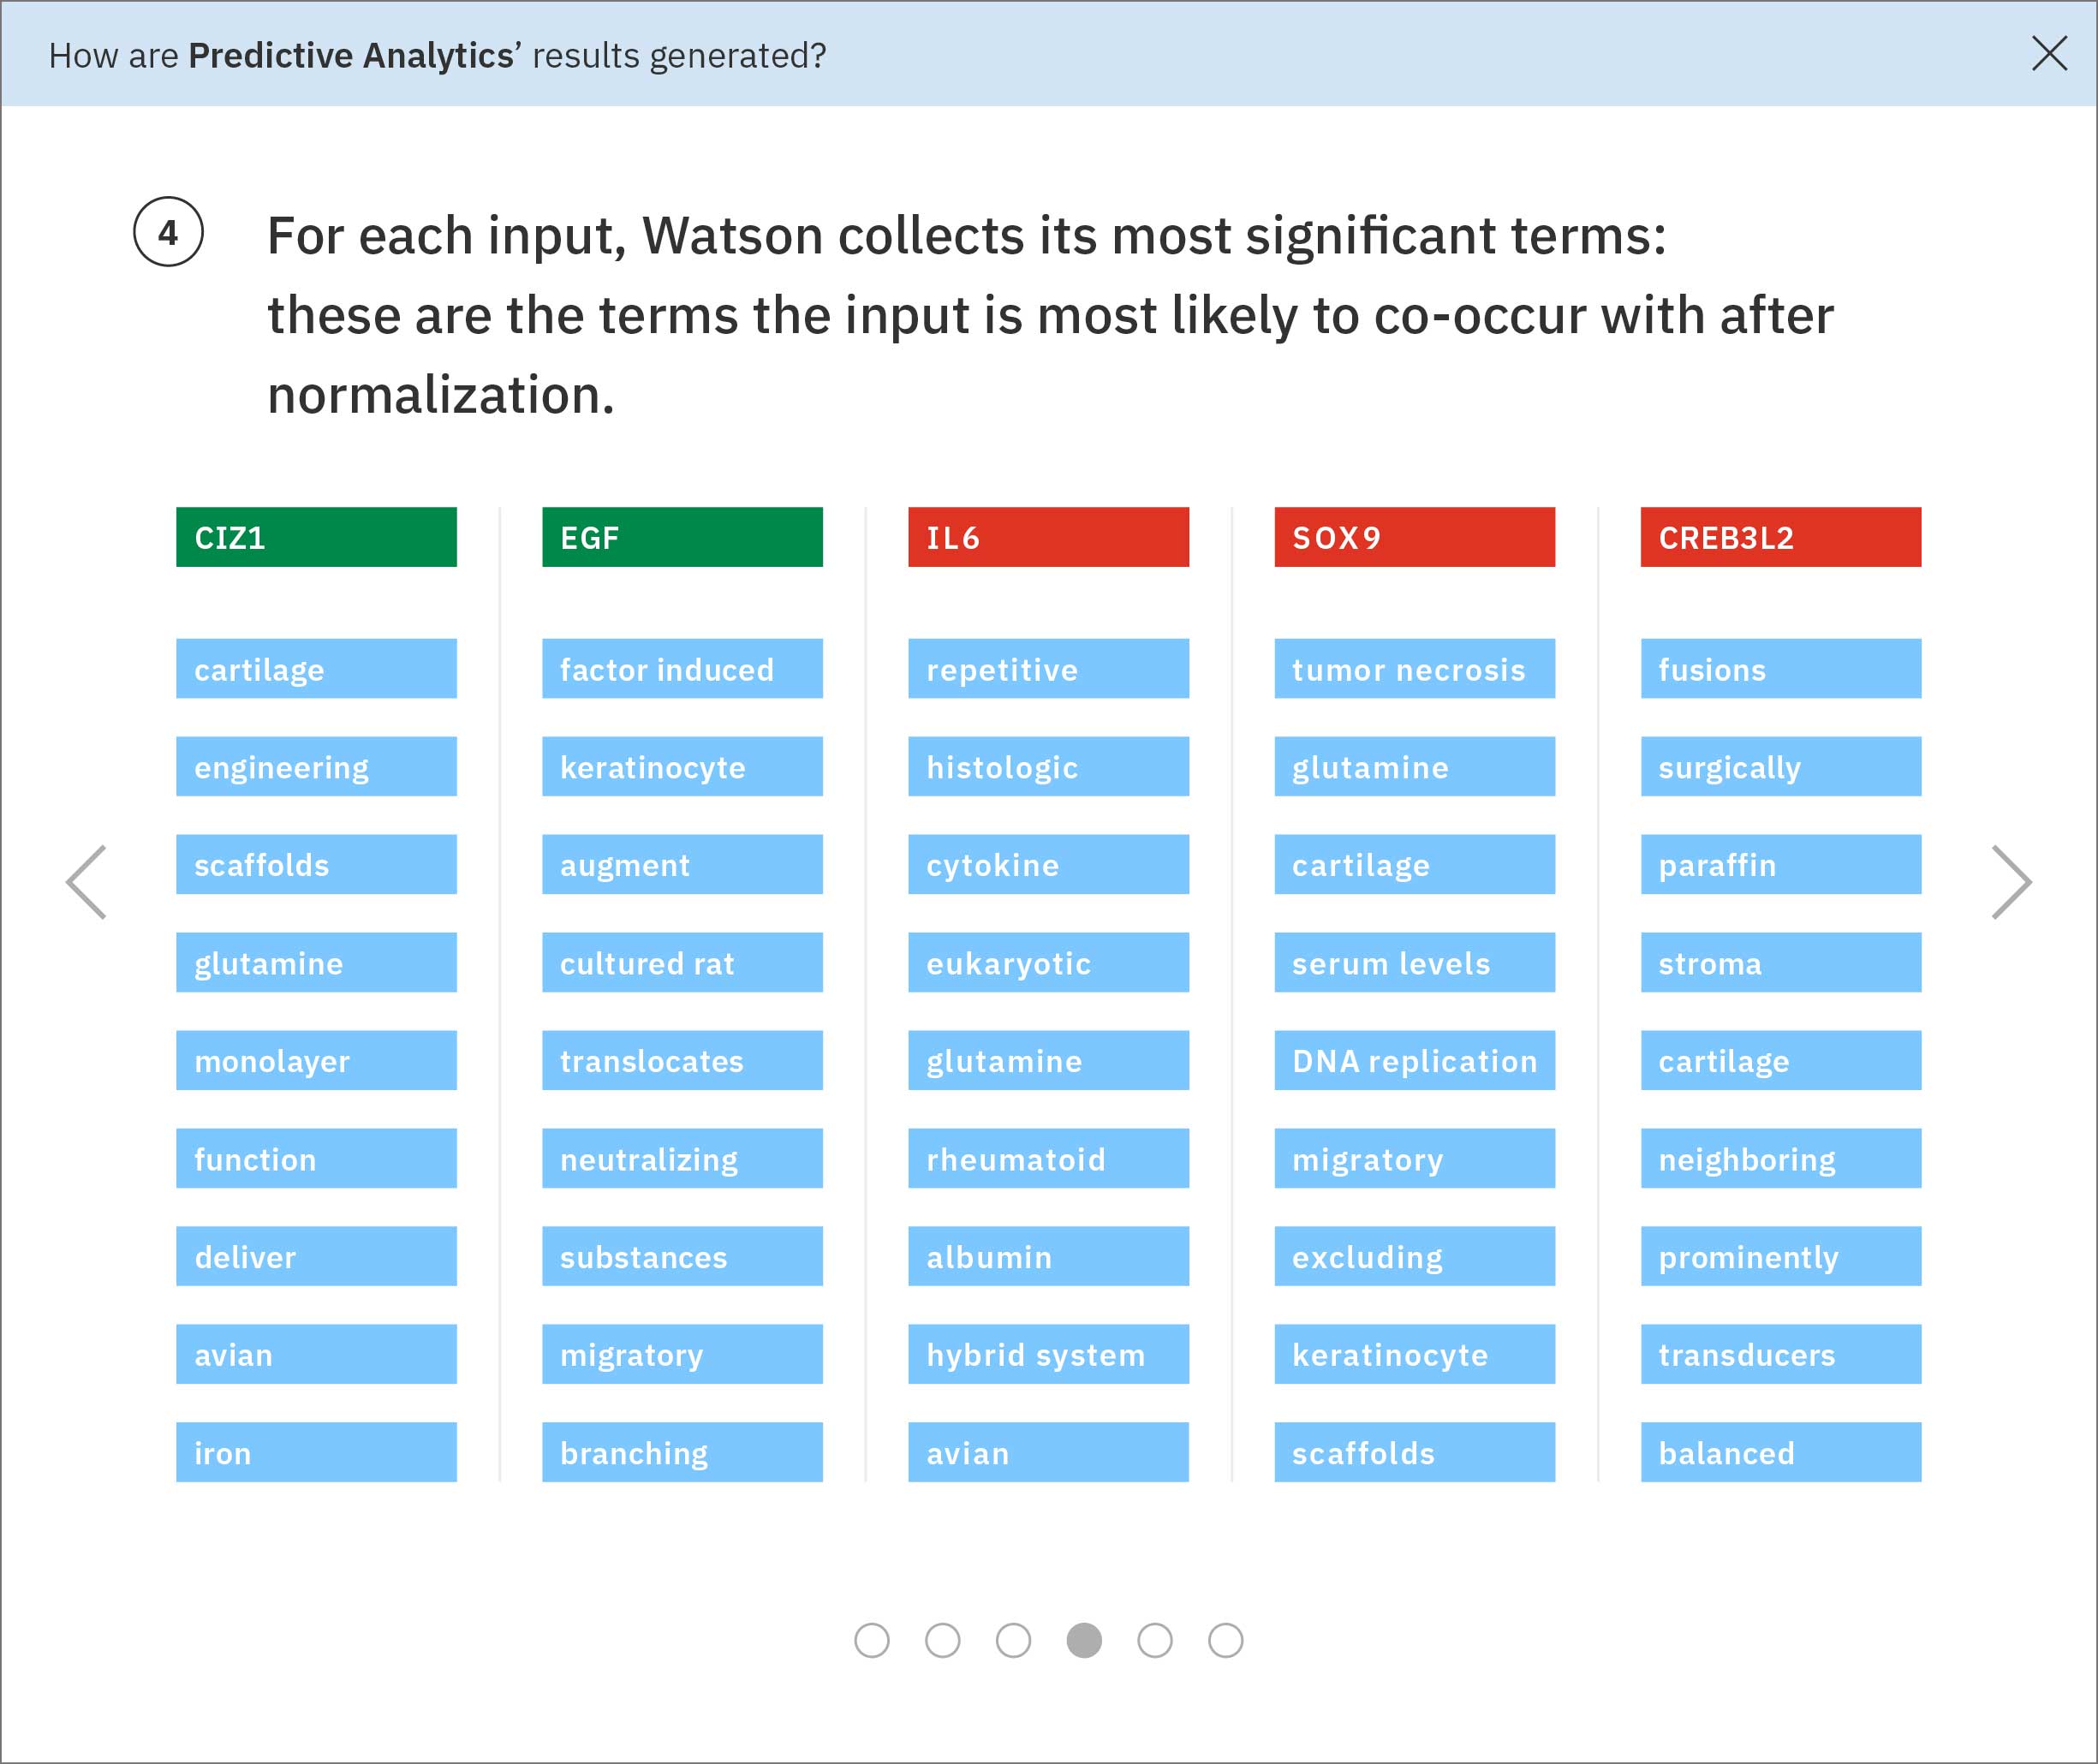 How are Predictive Analytics’ results generated?
4
For each input, Watson collects its most significant terms:
these are the terms the input is most likely to co-occur with after
normalization.
CIZ1
cartilage
engineering
scaffolds
glutamine
monolayer
function
deliver
avian
iron
EGF
factor induced
keratinocyte
augment
cultured rat
translocates
neutralizing
substances
migratory
branching
IL6
repetitive
histologic
cytokine
eukaryotic
glutamine
rheumatoid
albumin
hybrid system
avian
SOX9
tumor necrosis
glutamine
cartilage
serum levels
DNA replication
migratory
excluding
keratinocyte
scaffolds
CREB3L2
fusions
surgically
paraffin
stroma
cartilage
neighboring
prominently
transducers
balanced